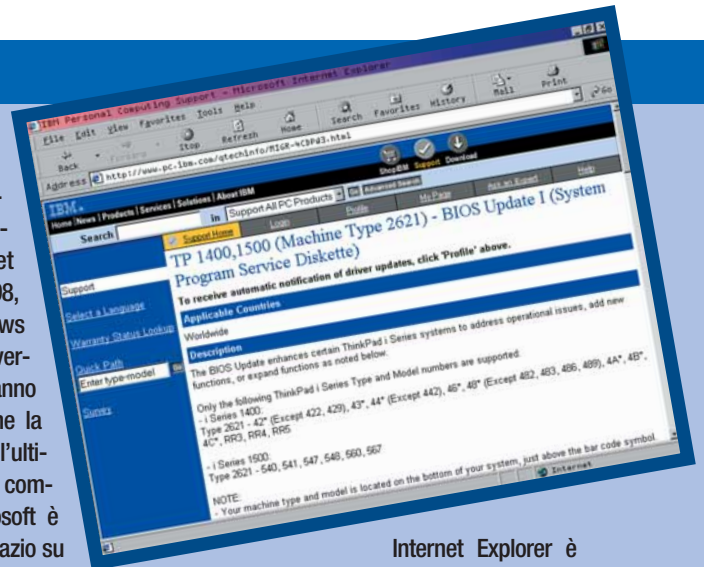 IBM Personal Computing Support - Microsoft Internet Explorer
File Edit View Favorites Tools Help
Back Forward Stop Refresh Home Search Favorites History Mail Print
Address http://www.pc.ibm.com/qtechinfo/MIGR-4CBPW3.html Go
ShopIBM Support Download
IBM
Home | News | Products | Services | Solutions | About IBM
Search in Support All PC Products Go Advanced Search
Support Home Login Profile My Page Ask an Expert Help
Support
Select a Language
Warranty Status Lookup
Quick Path
Enter type-model Go
Survey
TP 1400,1500 (Machine Type 2621) - BIOS Update I (System
Program Service Diskette)
To receive automatic notification of driver updates, click 'Profile' above.
Applicable Countries
Worldwide
Description
The BIOS Update enhances certain ThinkPad i Series systems to address operational issues, add new
functions, or expand functions as noted below.
Only the following ThinkPad i Series Type and Model numbers are supported:
- i Series 1400:
Type 2621 - 42* (Except 422, 429), 43*, 44* (Except 442), 46*, 48* (Except 482, 483, 486, 489), 4A*, 4B*,
4C*, RR3, RR4, RR5
- i Series 1500:
Type 2621 - 540, 541, 547, 548, 560, 567
NOTE:
- Your machine type and model is located on the bottom of your system, just above the bar code symbol.
Internet
-
-
et
98,
ws
ver-
anno
ne la
l'ulti-
com-
osoft è
azio su
Internet Explorer è